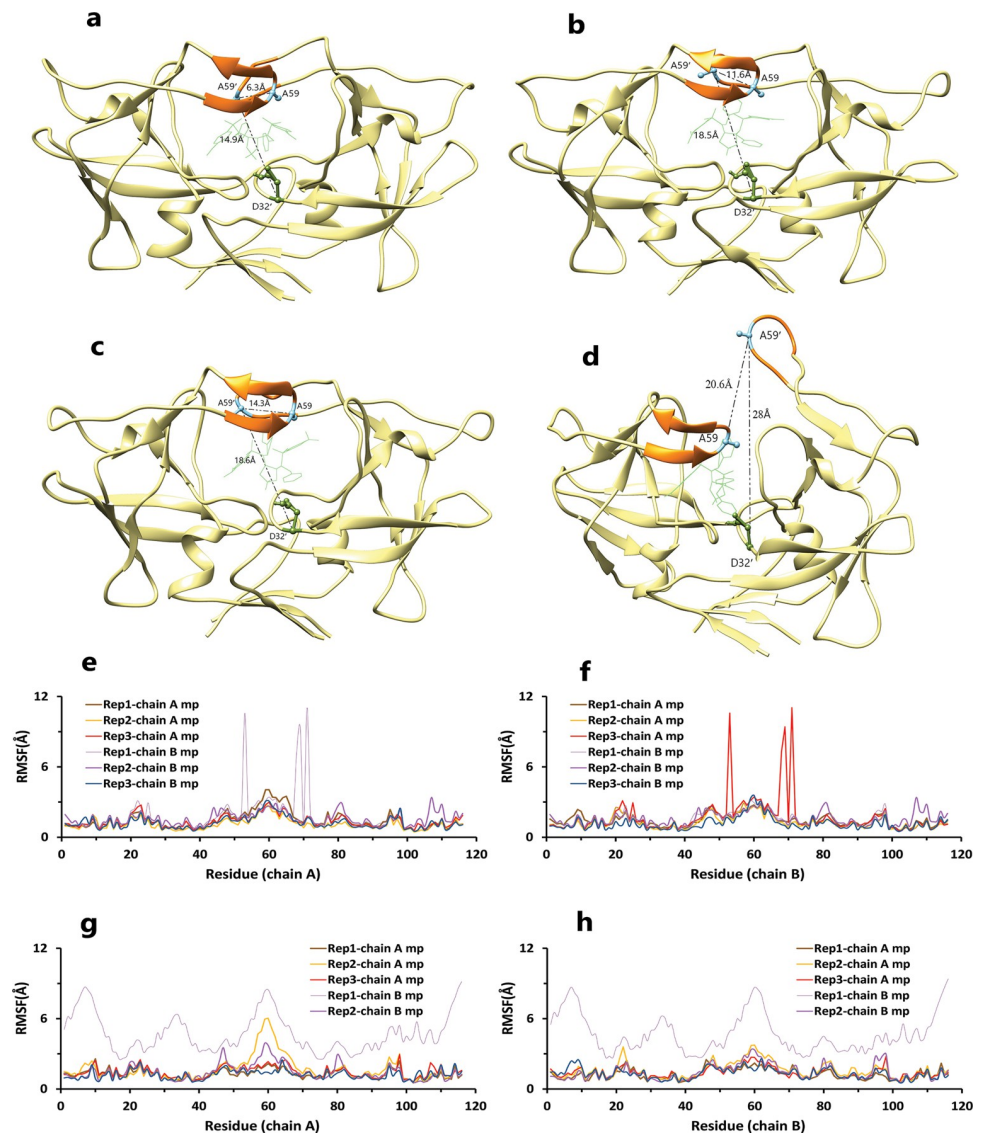 a
A59' 6.3Å A59
14.9Å
D32'
b
A59' 11.6Å A59
18.5Å
D32'
c
A59' 14.3Å A59
18.6Å
D32'
d
A59'
20.6Å
28Å
A59
D32'
e
12
6
0
RMSF(Å)
Rep1-chain A mp
Rep2-chain A mp
Rep3-chain A mp
Rep1-chain B mp
Rep2-chain B mp
Rep3-chain B mp
0 20 40 60 80 100 120
Residue (chain A)
f
12
6
0
RMSF(Å)
Rep1-chain A mp
Rep2-chain A mp
Rep3-chain A mp
Rep1-chain B mp
Rep2-chain B mp
Rep3-chain B mp
0 20 40 60 80 100 120
Residue (chain B)
g
12
6
0
RMSF(Å)
Rep1-chain A mp
Rep2-chain A mp
Rep3-chain A mp
Rep1-chain B mp
Rep2-chain B mp
0 20 40 60 80 100 120
Residue (chain A)
h
12
6
0
RMSF(Å)
Rep1-chain A mp
Rep2-chain A mp
Rep3-chain A mp
Rep1-chain B mp
Rep2-chain B mp
0 20 40 60 80 100 120
Residue (chain B)